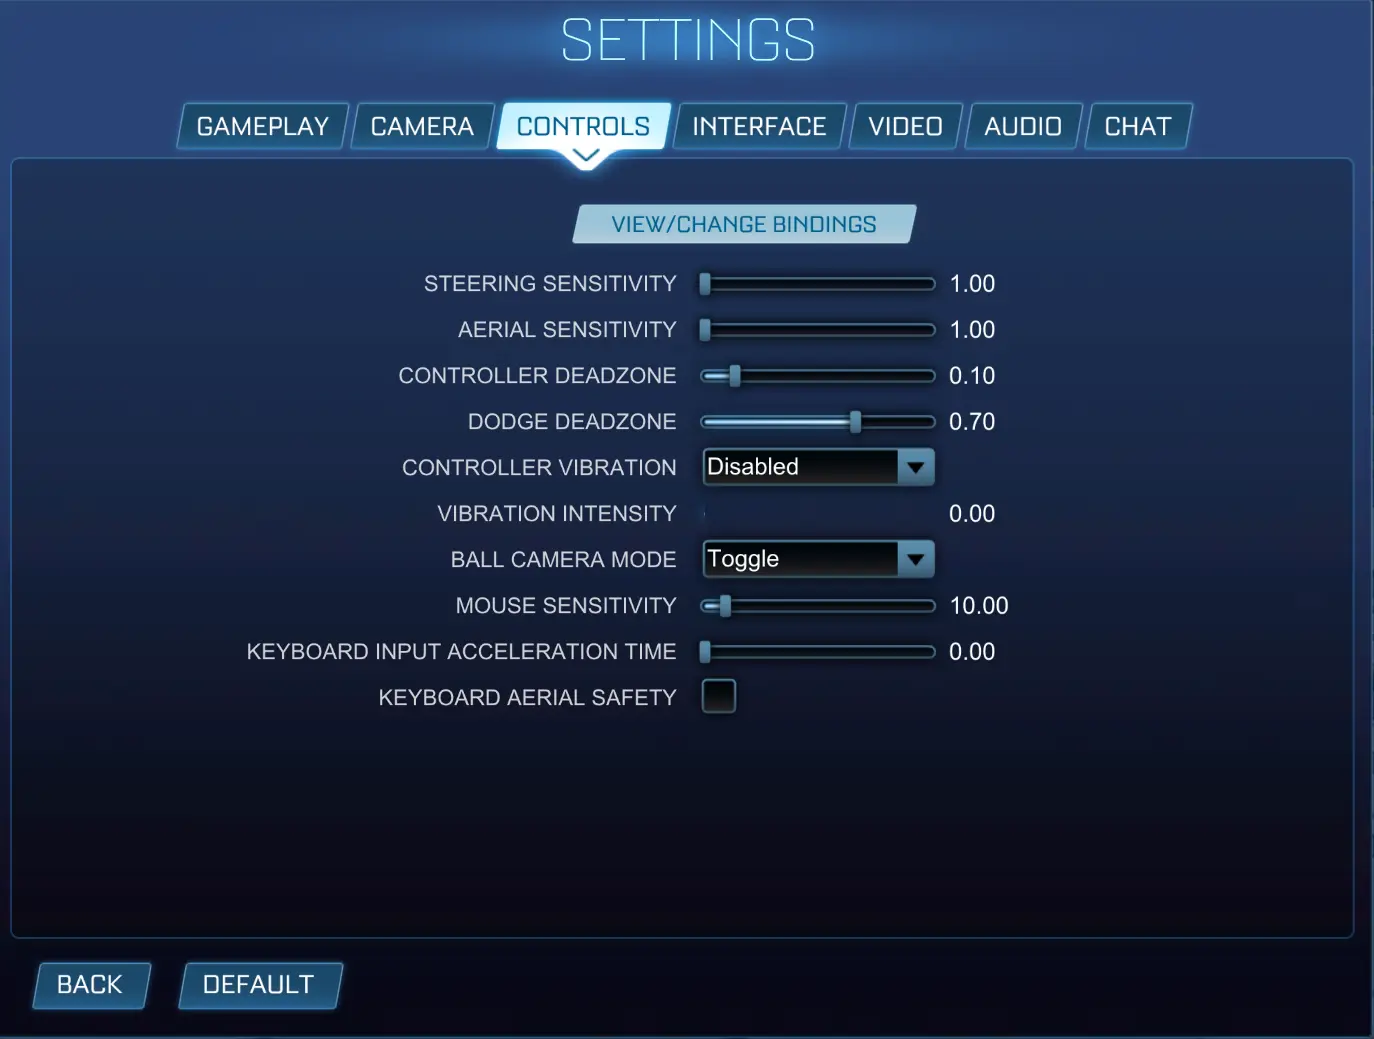 SETTINGS
GAMEPLAY CAMERA CONTROLS INTERFACE VIDEO AUDIO CHAT
VIEW/CHANGE BINDINGS
STEERING SENSITIVITY 1.00
AERIAL SENSITIVITY 1.00
CONTROLLER DEADZONE 0.10
DODGE DEADZONE 0.70
CONTROLLER VIBRATION Disabled
VIBRATION INTENSITY 0.00
BALL CAMERA MODE Toggle
MOUSE SENSITIVITY 10.00
KEYBOARD INPUT ACCELERATION TIME 0.00
KEYBOARD AERIAL SAFETY
BACK DEFAULT